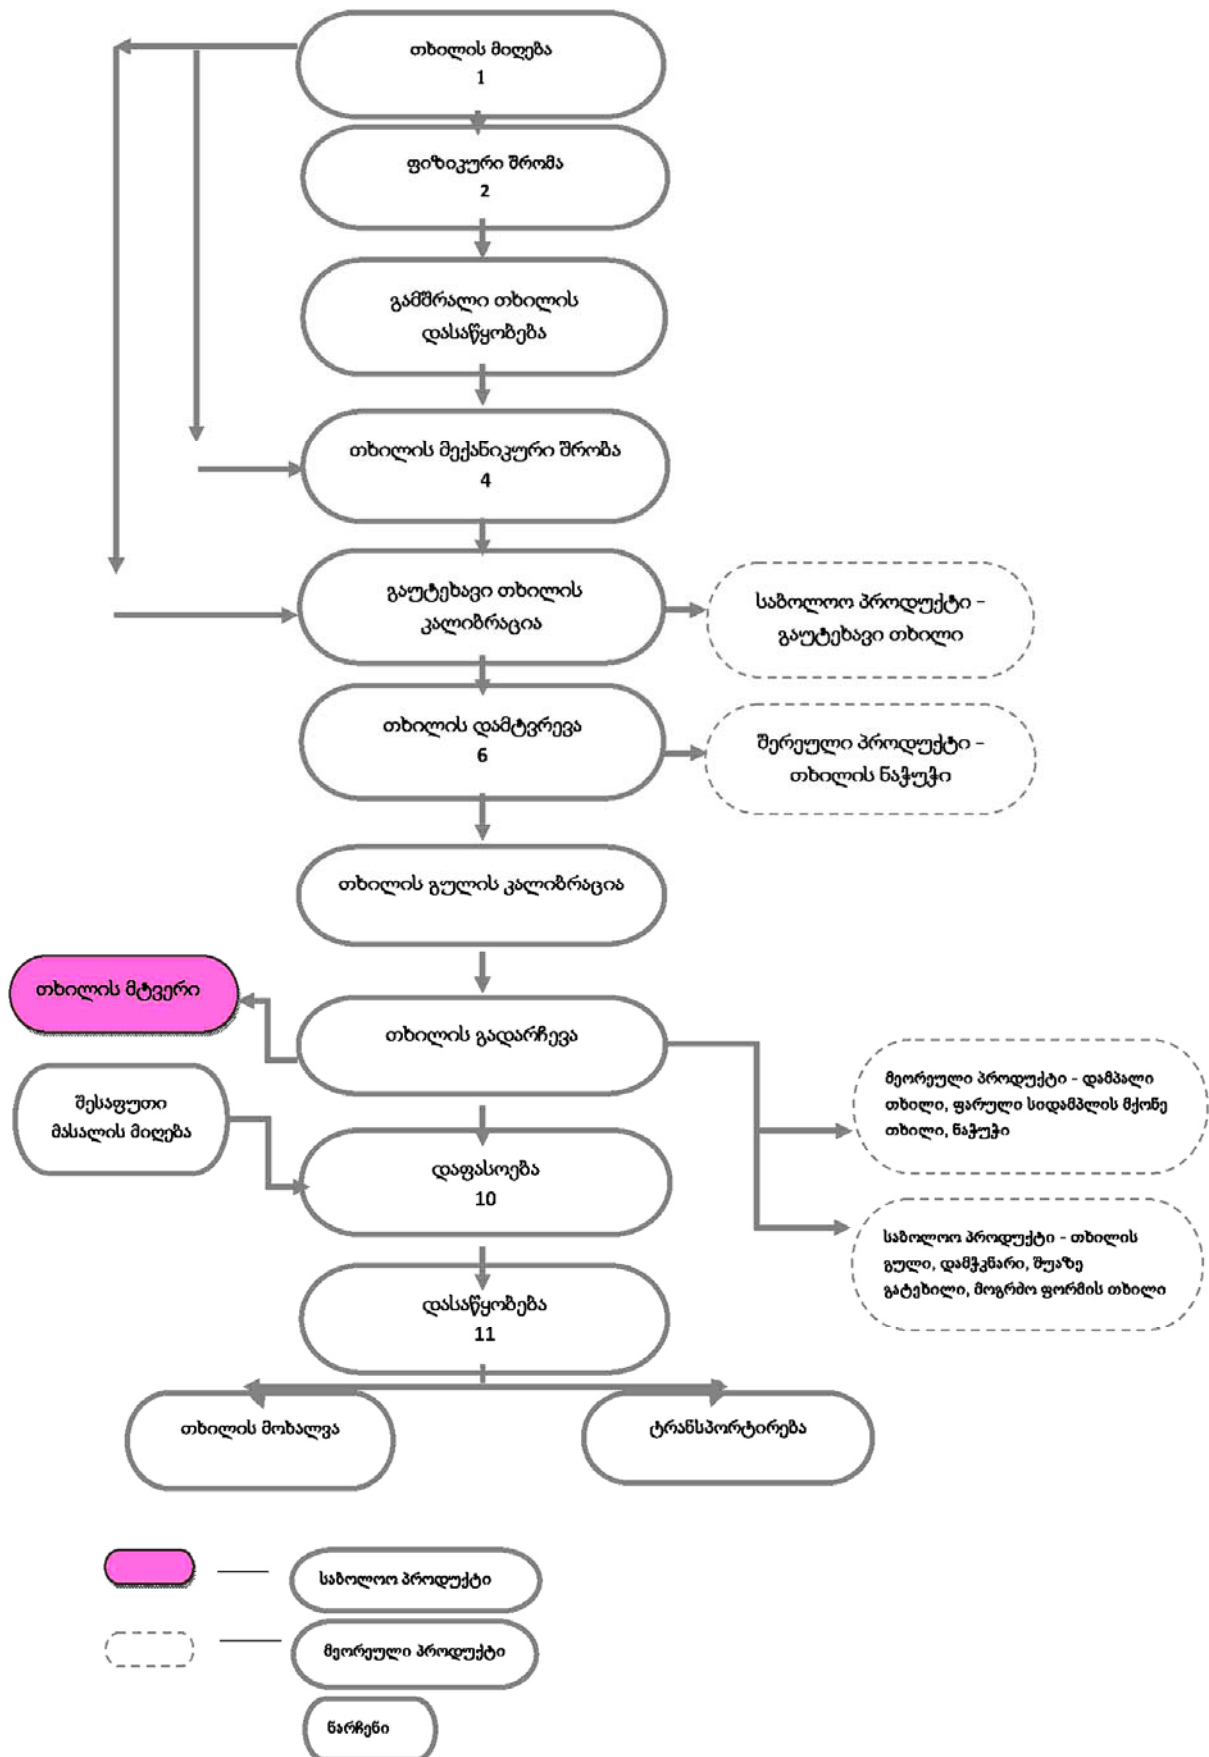 თხილის მიღება
1
ფიზიკური შრომა
2
გამშრალი თხილის
დასაწყობება
თხილის მექანიკური შრობა
4
გაუტეხავი თხილის
კალიბრაცია
საბოლოო პროდუქტი –
გაუტეხავი თხილი
თხილის დამტვრევა
6
შერეული პროდუქტი –
თხილის ნაჭუჭი
თხილის გულის კალიბრაცია
თხილის მტვერი
თხილის გადარჩევა
შესაფუთი
მასალის მიღება
მეორეული პროდუქტი – დამპალი
თხილი, ფარული სიდამპლის მქონე
თხილი, ნაჭუჭი
დაფასოება
10
საბოლოო პროდუქტი – თხილის
გული, დამჭკნარი, შუაზე
გატეხილი, მოგრძო ფორმის თხილი
დასაწყობება
11
თხილის მოხალვა
ტრანსპორტირება
საბოლოო პროდუქტი
მეორეული პროდუქტი
ნარჩენი